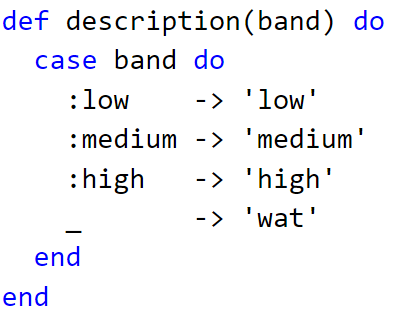 def description(band) do
  case band do
    :low    -> 'low'
    :medium -> 'medium'
    :high   -> 'high'
    _       -> 'wat'
  end
end